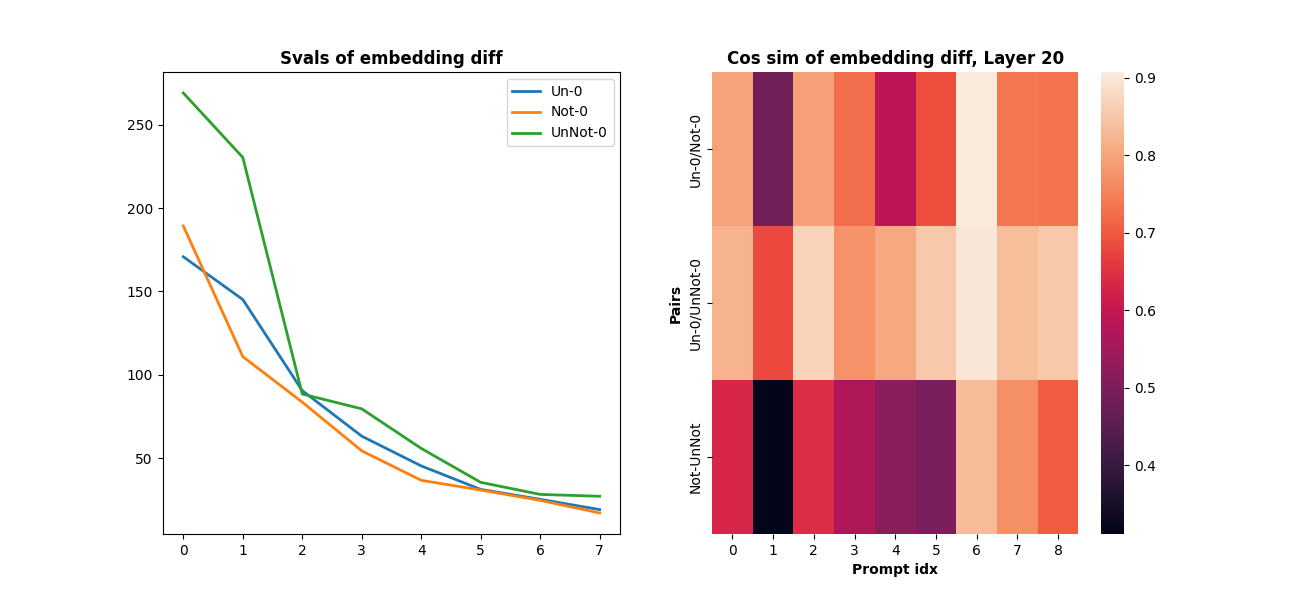 Svals of embedding diff
250
200
150
100
50
0 1 2 3 4 5 6 7
Un-0
Not-0
UnNot-0
Cos sim of embedding diff, Layer 20
Pairs
Un-0/Not-0
Un-0/UnNot-0
Not-UnNot
0 1 2 3 4 5 6 7 8
Prompt idx
0.9
0.8
0.7
0.6
0.5
0.4